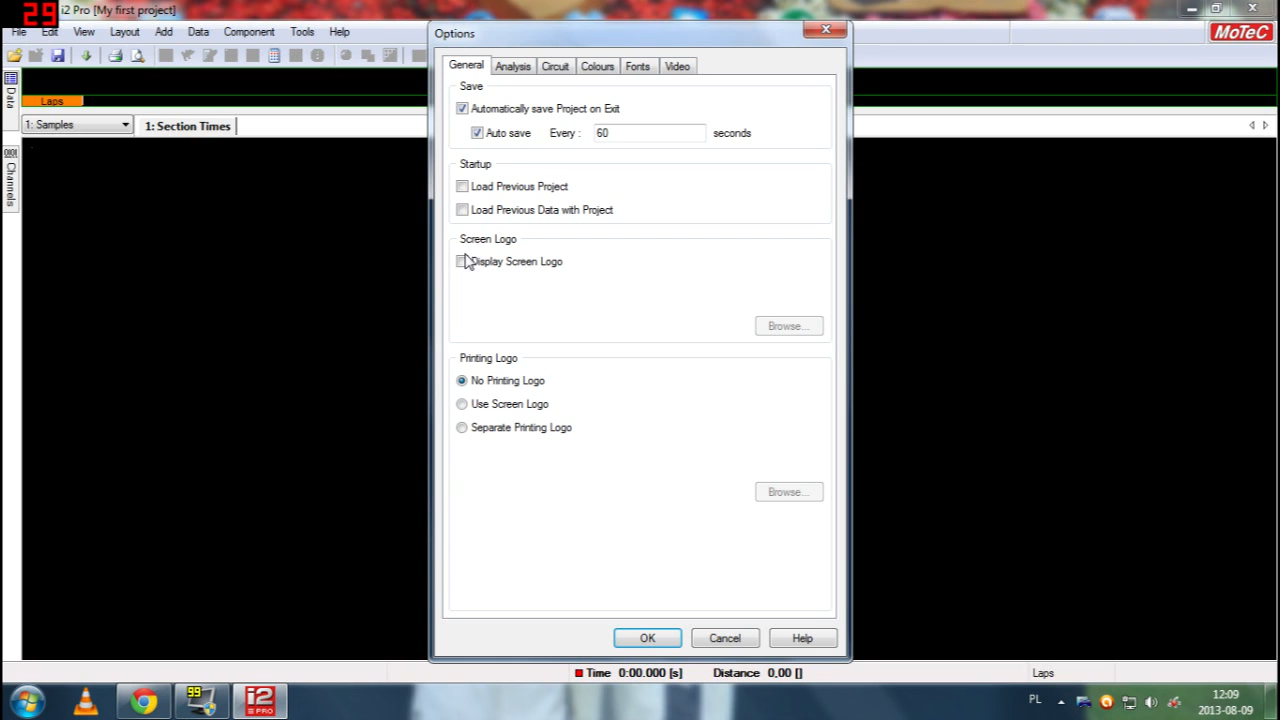 29
i2 Pro [My first project]
File Edit View Layout Add Data Component Tools Help
MoTeC
Data
Laps
1: Samples
1: Section Times
Channels
Options
General Analysis Circuit Colours Fonts Video
Save
Automatically save Project on Exit
Auto save Every : 60 seconds
Startup
Load Previous Project
Load Previous Data with Project
Screen Logo
Display Screen Logo
Browse...
Printing Logo
No Printing Logo
Use Screen Logo
Separate Printing Logo
Browse...
OK Cancel Help
Time 0:00.000 [s] Distance 0,00 [] Laps
99
i2 PRO
PL
12:09
2013-08-09